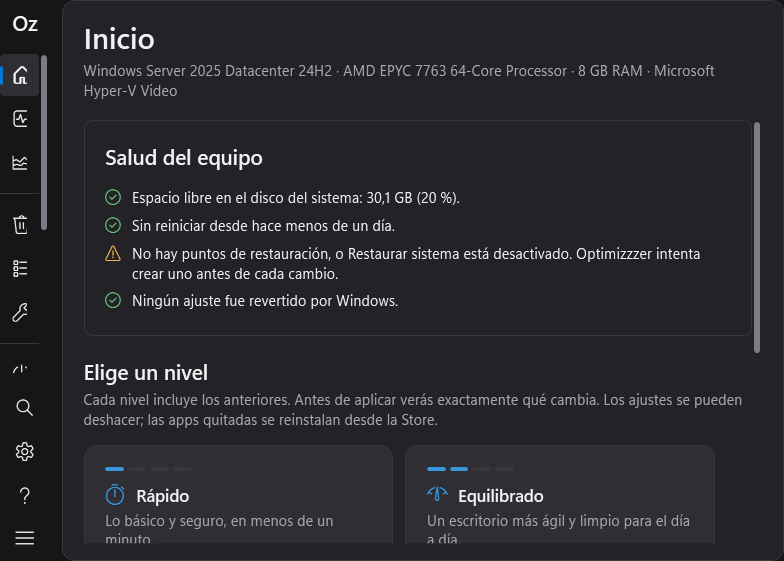 Oz
Inicio
Windows Server 2025 Datacenter 24H2 · AMD EPYC 7763 64-Core Processor · 8 GB RAM · Microsoft
Hyper-V Video
Salud del equipo
Espacio libre en el disco del sistema: 30,1 GB (20 %).
Sin reiniciar desde hace menos de un día.
No hay puntos de restauración, o Restaurar sistema está desactivado. Optimizzzer intenta
crear uno antes de cada cambio.
Ningún ajuste fue revertido por Windows.
Elige un nivel
Cada nivel incluye los anteriores. Antes de aplicar verás exactamente qué cambia. Los ajustes se pueden
deshacer; las apps quitadas se reinstalan desde la Store.
Rápido
Lo básico y seguro, en menos de un
minuto.
Equilibrado
Un escritorio más ágil y limpio para el día
a día.